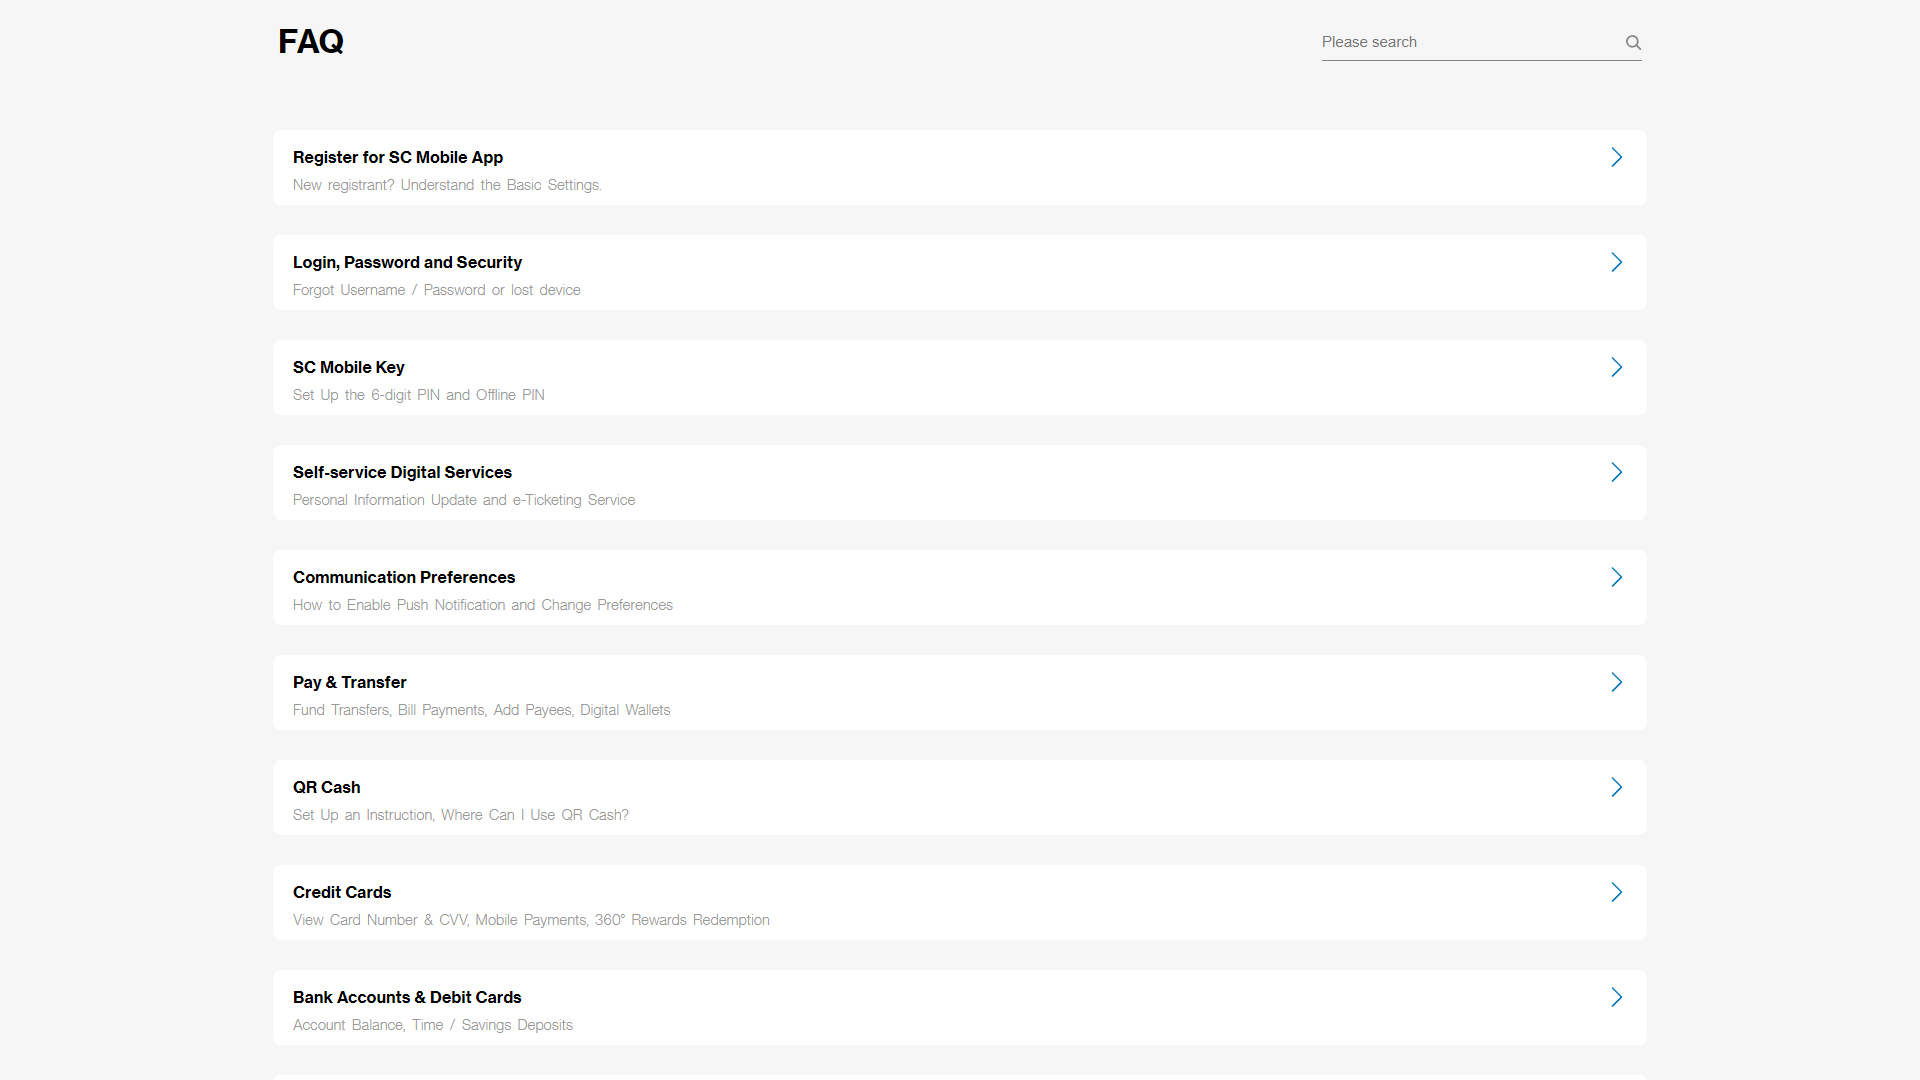 FAQ
Please search
Register for SC Mobile App
New registrant? Understand the Basic Settings.
Login, Password and Security
Forgot Username / Password or lost device
SC Mobile Key
Set Up the 6-digit PIN and Offline PIN
Self-service Digital Services
Personal Information Update and e-Ticketing Service
Communication Preferences
How to Enable Push Notification and Change Preferences
Pay & Transfer
Fund Transfers, Bill Payments, Add Payees, Digital Wallets
QR Cash
Set Up an Instruction, Where Can I Use QR Cash?
Credit Cards
View Card Number & CVV, Mobile Payments, 360° Rewards Redemption
Bank Accounts & Debit Cards
Account Balance, Time / Savings Deposits